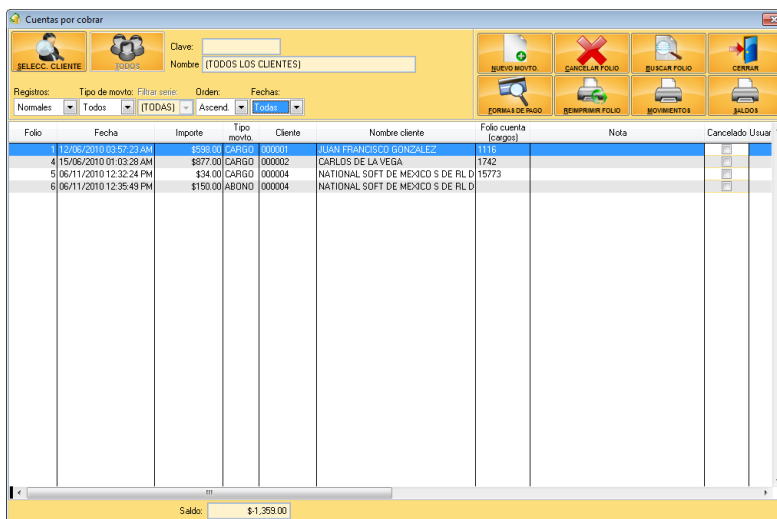 Cuentas por cobrar
SELECC. CLIENTE
TODOS
Clave:
Nombre (TODOS LOS CLIENTES)
NUEVO MOVTO.
CANCELAR FOLIO
BUSCAR FOLIO
CERRAR
Registros: Tipo de movto: Filtrar serie: Orden: Fechas:
Normales Todos (TODAS) Ascend. Todas
FORMAS DE PAGO
REIMPRIMIR FOLIO
MOVIMIENTOS
SALDOS
Folio Fecha Importe Tipo movto. Cliente Nombre cliente Folio cuenta (cargos) Nota Cancelado Usuar
1 12/06/2010 03:57:23 AM $598.00 CARGO 000001 JUAN FRANCISCO GONZALEZ 1116
4 15/06/2010 01:03:28 AM $877.00 CARGO 000002 CARLOS DE LA VEGA 1742
5 06/11/2010 12:32:24 PM $34.00 CARGO 000004 NATIONAL SOFT DE MEXICO S DE RL D 15773
6 06/11/2010 12:35:49 PM $150.00 ABONO 000004 NATIONAL SOFT DE MEXICO S DE RL D
Saldo: $-1,359.00